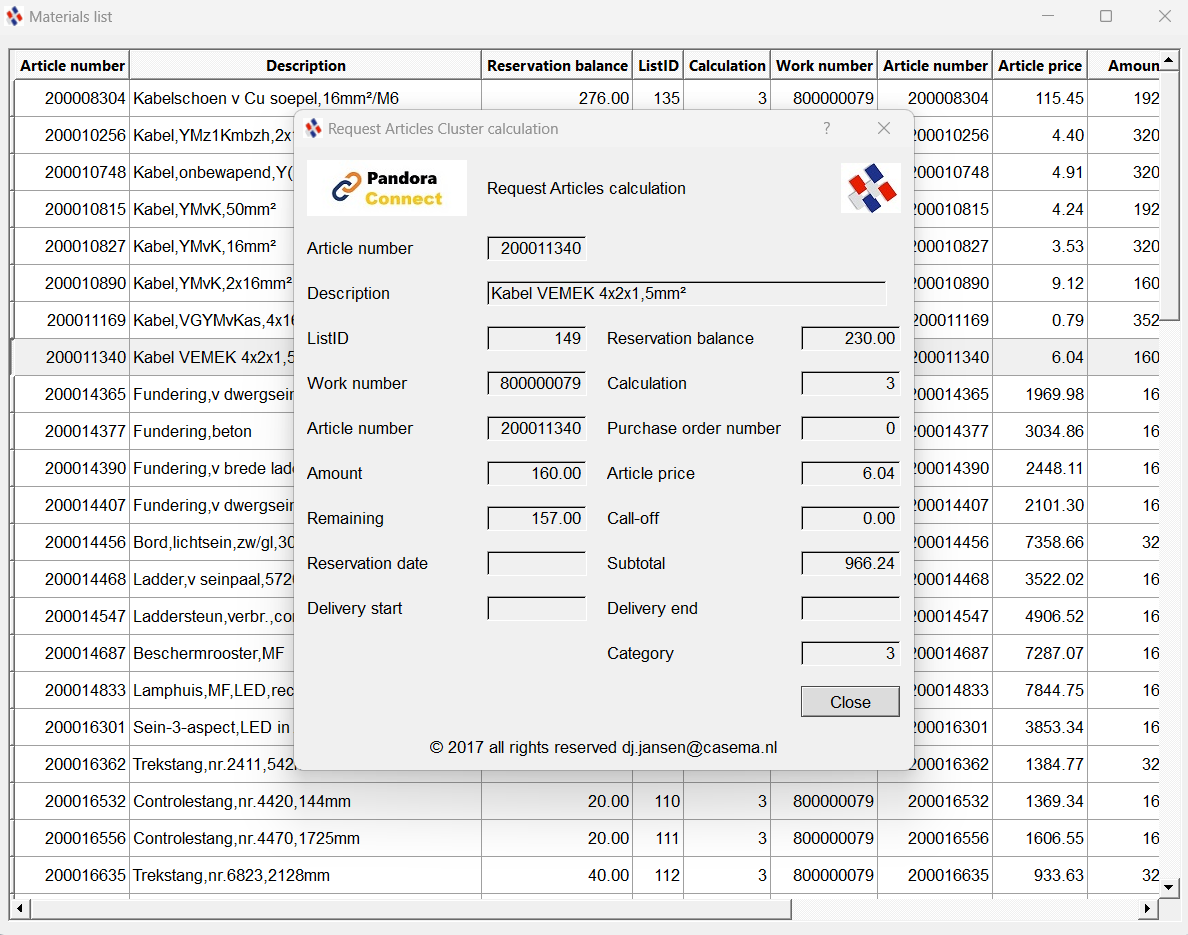 Materials list
Article number Description Reservation balance ListID Calculation Work number Article number Article price Amoun
200008304 Kabelschoen v Cu soepel,16mm²/M6 276.00 135 3 800000079 200008304 115.45 192
200010256 Kabel,YMz1Kmbzh,2x 200010256 4.40 320
200010748 Kabel,onbewapend,Y( 200010748 4.91 320
200010815 Kabel,YMvK,50mm² 200010815 4.24 192
200010827 Kabel,YMvK,16mm² 200010827 3.53 320
200010890 Kabel,YMvK,2x16mm² 200010890 9.12 160
200011169 Kabel,VGYMvKas,4x16 200011169 0.79 352
200011340 Kabel VEMEK 4x2x1,5 200011340 6.04 160
200014365 Fundering,v dwergsein 200014365 1969.98 16
200014377 Fundering,beton 200014377 3034.86 16
200014390 Fundering,v brede ladd 200014390 2448.11 16
200014407 Fundering,v dwergsein 200014407 2101.30 16
200014456 Bord,lichtsein,zw/gl,30 200014456 7358.66 32
200014468 Ladder,v seinpaal,5720 200014468 3522.02 16
200014547 Laddersteun,verbr.,con 200014547 4906.52 16
200014687 Beschermrooster,MF 200014687 7287.07 16
200014833 Lamphuis,MF,LED,rec 200014833 7844.75 16
200016301 Sein-3-aspect,LED in 200016301 3853.34 16
200016362 Trekstang,nr.2411,542 200016362 1384.77 32
200016532 Controlestang,nr.4420,144mm 20.00 110 3 800000079 200016532 1369.34 16
200016556 Controlestang,nr.4470,1725mm 20.00 111 3 800000079 200016556 1606.55 16
200016635 Trekstang,nr.6823,2128mm 40.00 112 3 800000079 200016635 933.63 32
Request Articles Cluster calculation ?
Pandora
Connect
Request Articles calculation
Article number 200011340
Description Kabel VEMEK 4x2x1,5mm²
ListID 149 Reservation balance 230.00
Work number 800000079 Calculation 3
Article number 200011340 Purchase order number 0
Amount 160.00 Article price 6.04
Remaining 157.00 Call-off 0.00
Reservation date Subtotal 966.24
Delivery start Delivery end
Category 3
Close
© 2017 all rights reserved dj.jansen@casema.nl